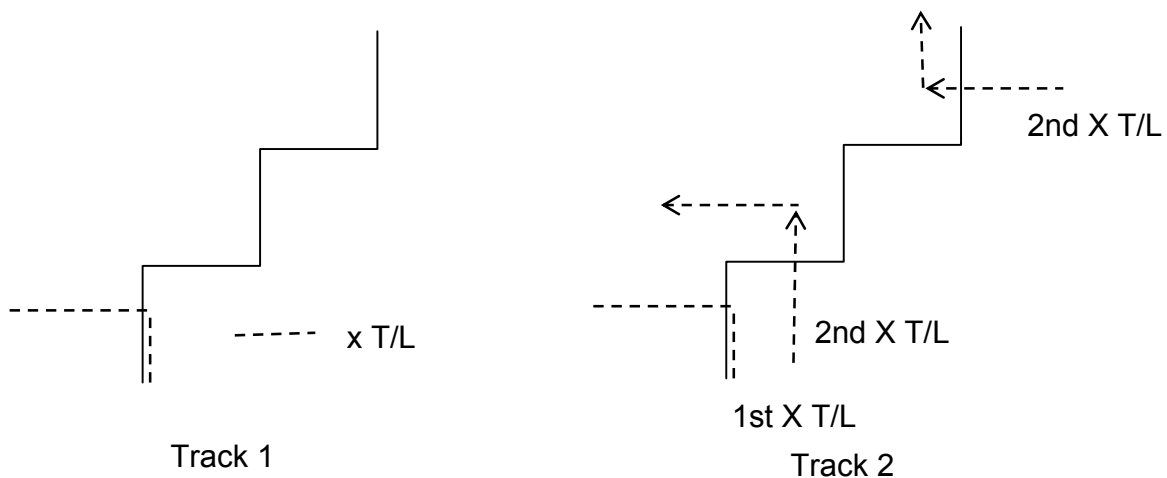 x T/L
Track 1
2nd X T/L
2nd X T/L
1st X T/L
Track 2